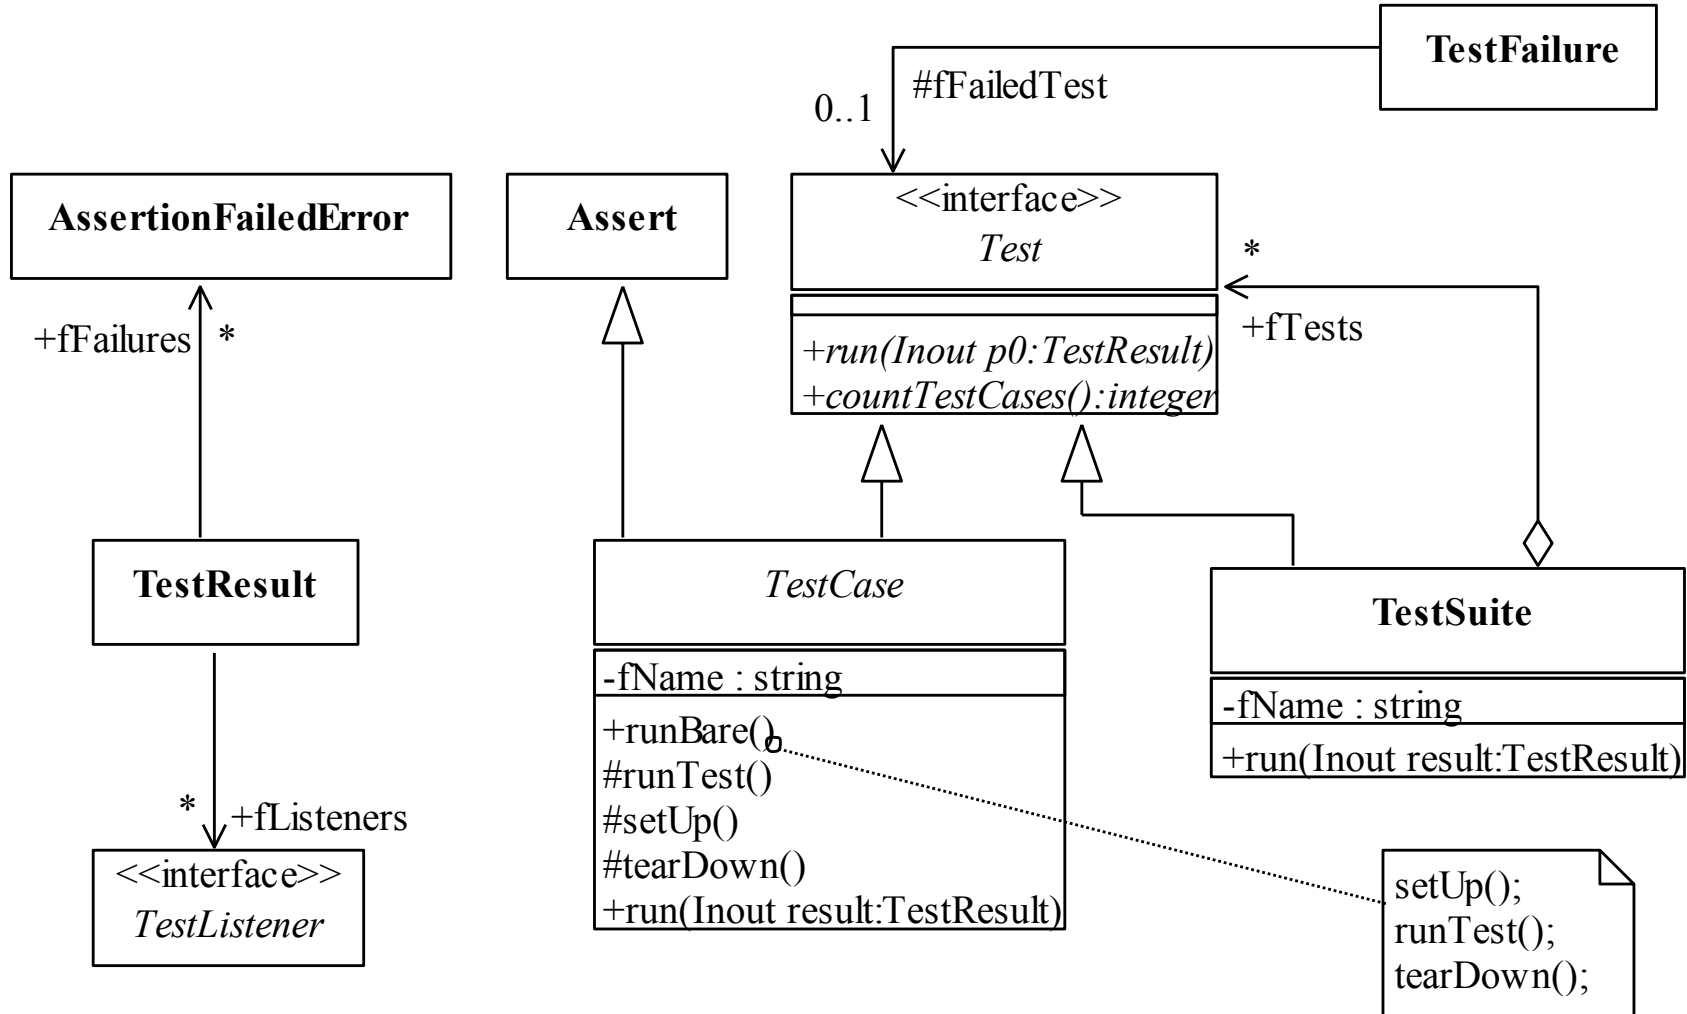 TestFailure
#fFailedTest
0..1
AssertionFailedError
Assert
<<interface>>
Test
*
+fFailures
*
+fTests
+run(Inout p0:TestResult)
+countTestCases():integer
TestResult
TestCase
TestSuite
-fName : string
-fName : string
+runBare()
+run(Inout result:TestResult)
#runTest()
*
+fListeners
#setUp()
<<interface>>
TestListener
#tearDown()
+run(Inout result:TestResult)
setUp();
runTest();
tearDown();